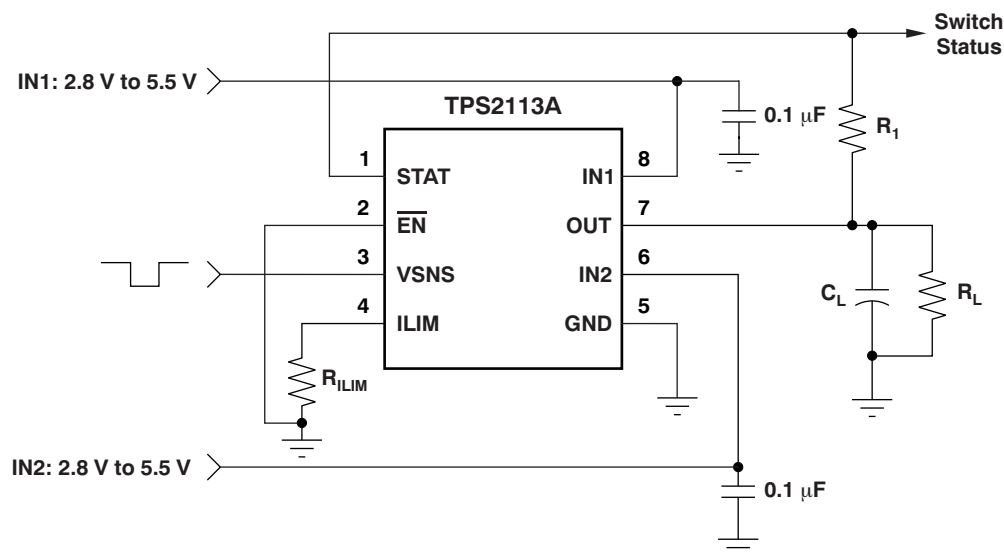 Switch
Status
IN1: 2.8 V to 5.5 V
TPS2113A
0.1 μF
R1
1
STAT
IN1
8
2
EN
OUT
7
3
VSNS
IN2
6
4
ILIM
GND
5
CL
RL
RILIM
IN2: 2.8 V to 5.5 V
0.1 μF